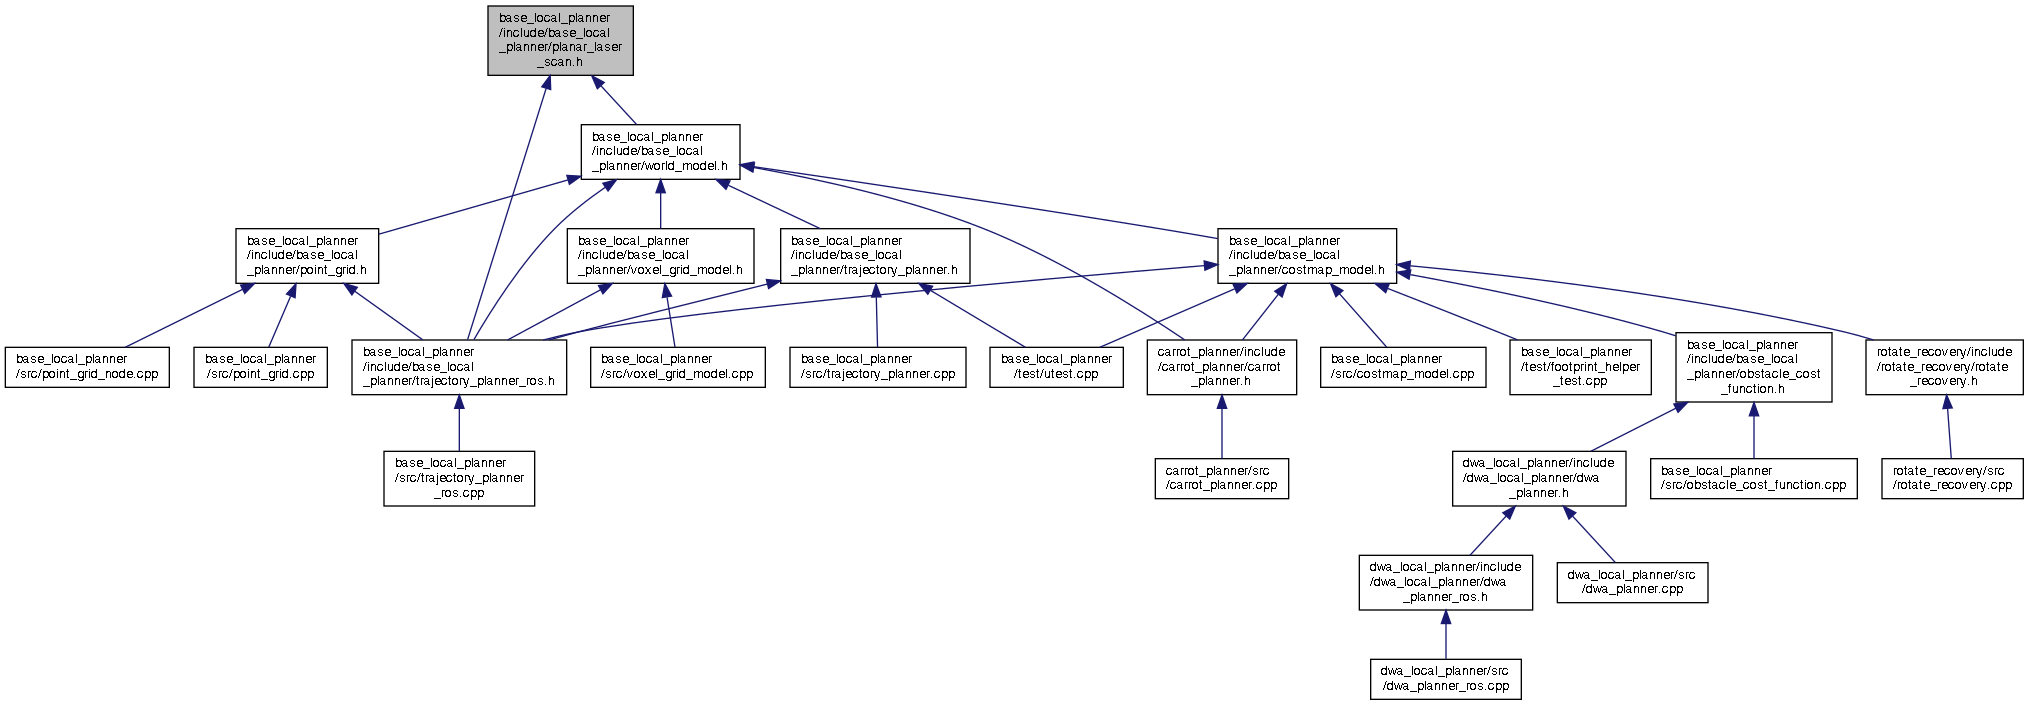 base_local_planner
/include/base_local
_planner/planar_laser
_scan.h
base_local_planner
/include/base_local
_planner/world_model.h
base_local_planner
/include/base_local
_planner/point_grid.h
base_local_planner
/include/base_local
_planner/voxel_grid_model.h
base_local_planner
/include/base_local
_planner/trajectory_planner.h
base_local_planner
/include/base_local
_planner/costmap_model.h
base_local_planner
/src/point_grid_node.cpp
base_local_planner
/src/point_grid.cpp
base_local_planner
/include/base_local
_planner/trajectory_planner_ros.h
base_local_planner
/src/voxel_grid_model.cpp
base_local_planner
/src/trajectory_planner.cpp
base_local_planner
/test/utest.cpp
carrot_planner/include
/carrot_planner/carrot
_planner.h
base_local_planner
/src/costmap_model.cpp
base_local_planner
/test/footprint_helper
_test.cpp
base_local_planner
/include/base_local
_planner/obstacle_cost
_function.h
rotate_recovery/include
/rotate_recovery/rotate
_recovery.h
base_local_planner
/src/trajectory_planner
_ros.cpp
carrot_planner/src
/carrot_planner.cpp
dwa_local_planner/include
/dwa_local_planner/dwa
_planner.h
base_local_planner
/src/obstacle_cost_function.cpp
rotate_recovery/src
/rotate_recovery.cpp
dwa_local_planner/include
/dwa_local_planner/dwa
_planner_ros.h
dwa_local_planner/src
/dwa_planner.cpp
dwa_local_planner/src
/dwa_planner_ros.cpp